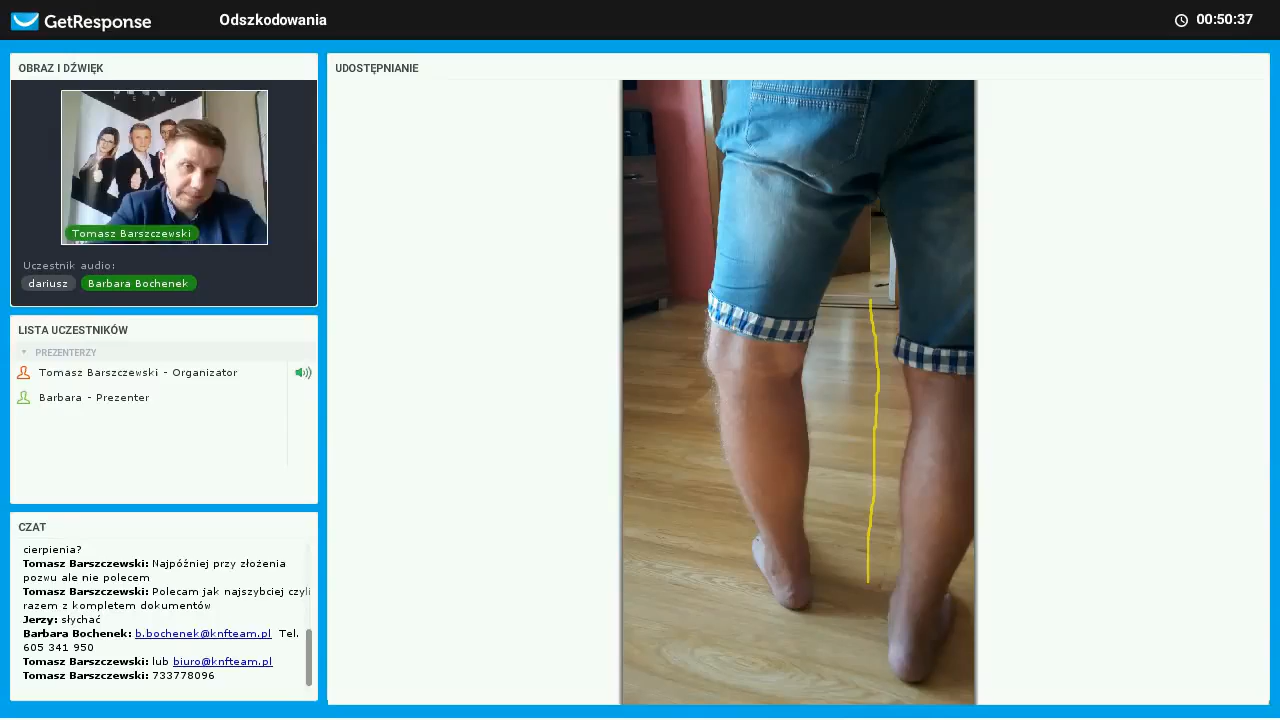 GetResponse
Odszkodowania
00:50:37
OBRAZ I DŹWIĘK
Tomasz Barszczewski
Uczestnik audio:
dariusz
Barbara Bochenek
LISTA UCZESTNIKÓW
PREZENTERZY
Tomasz Barszczewski - Organizator
Barbara - Prezenter
CZAT
cierpienia?
Tomasz Barszczewski: Najpóźniej przy złożenia
pozwu ale nie polecem
Tomasz Barszczewski: Polecam jak najszybciej czyli
razem z kompletem dokumentów
Jerzy: słychać
Barbara Bochenek: b.bochenek@knfteam.pl Tel.
605 341 950
Tomasz Barszczewski: lub biuro@knfteam.pl
Tomasz Barszczewski: 733778096
UDOSTĘPNIANIE